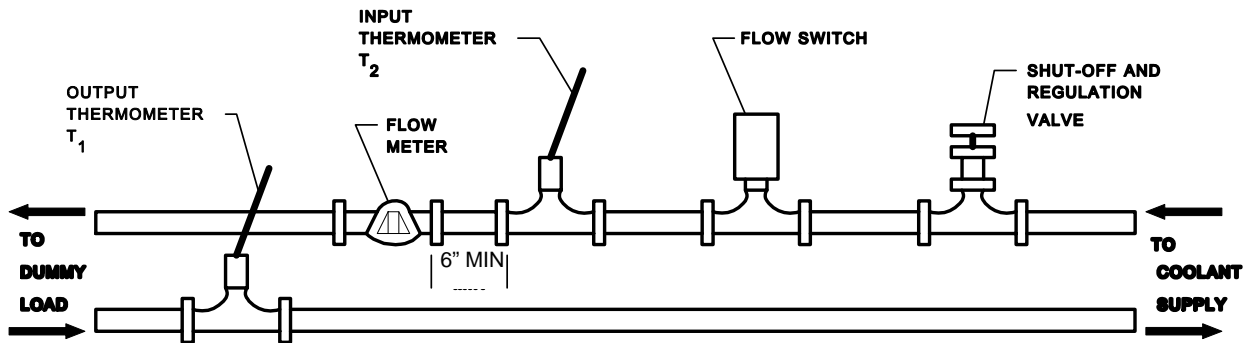 INPUT
THERMOMETER
T2
FLOW SWITCH
SHUT-OFF AND
REGULATION
VALVE
OUTPUT
THERMOMETER
T1
FLOW
METER
6” MIN
TO
DUMMY
LOAD
TO
COOLANT
SUPPLY